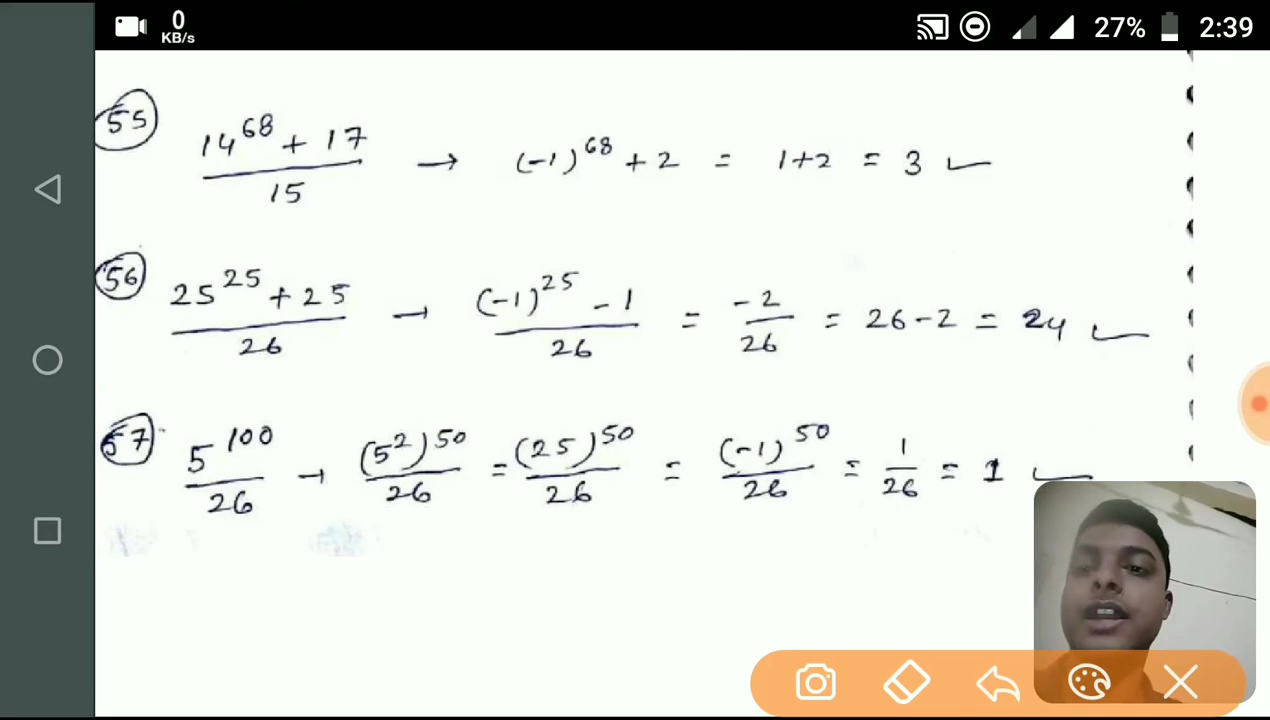 0 KB/s 27% 2:39
55 14^68 + 17 / 15 → (-1)^68 + 2 = 1+2 = 3 ✓
56 25^25 + 25 / 26 → (-1)^25 - 1 / 26 = -2 / 26 = 26-2 = 24 ✓
57 5^100 / 26 → (5^2)^50 / 26 = (25)^50 / 26 = (-1)^50 / 26 = 1 / 26 = 1 ✓